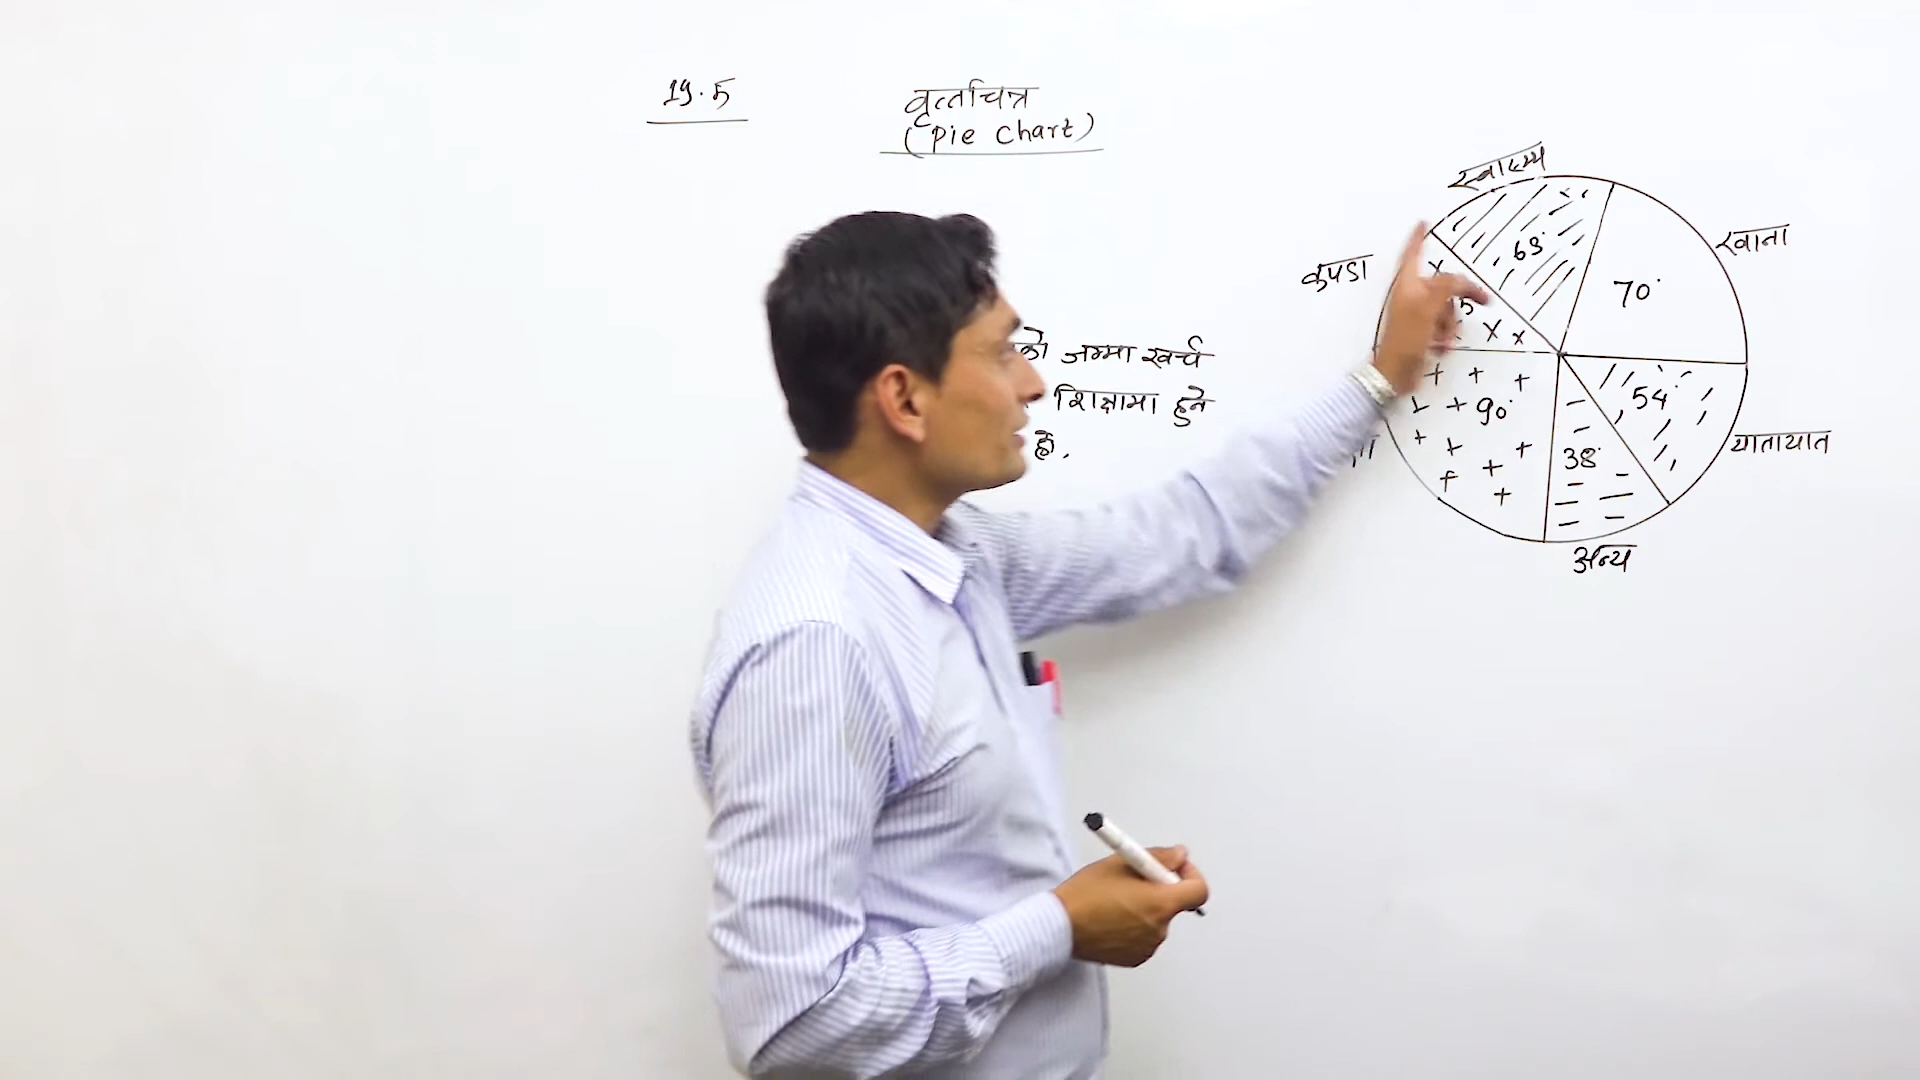 19.5
वृत्तचित्र
(Pie Chart)
जम्मा खर्च
शिक्षामा हुने
हो.
स्वास्थ्य
खाना
कपडा
यातायात
अन्य
63°
70°
54°
38°
90°